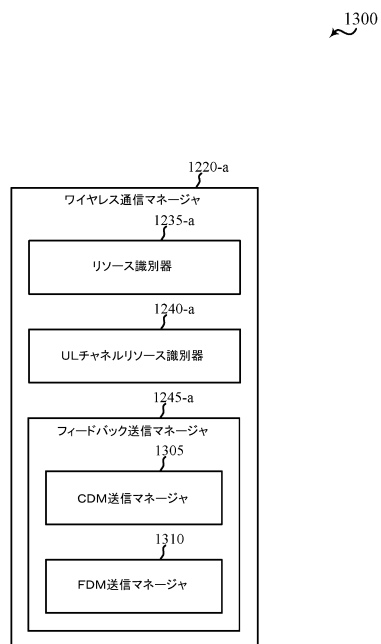 1300
1220-a
ワイヤレス通信マネージャ
1235-a
リソース識別器
1240-a
ULチャネルリソース識別器
1245-a
フィードバック送信マネージャ
1305
CDM送信マネージャ
1310
FDM送信マネージャ